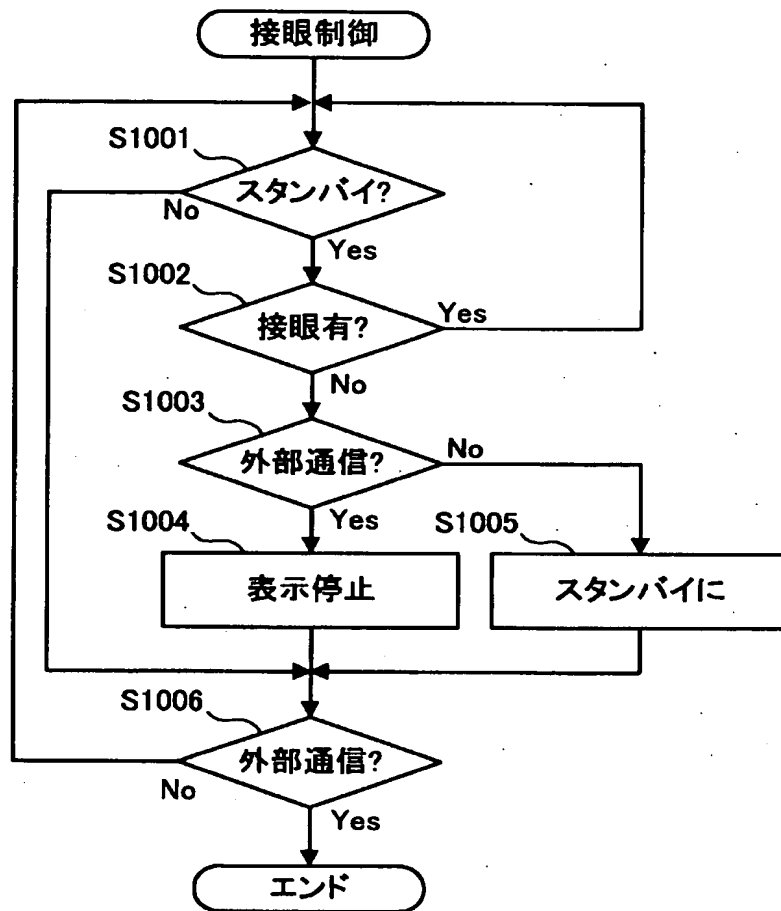 接眼制御
S1001
スタンバイ?
No
Yes
S1002
接眼有?
Yes
No
S1003
外部通信?
No
Yes
S1004
表示停止
S1005
スタンバイに
S1006
外部通信?
No
Yes
エンド